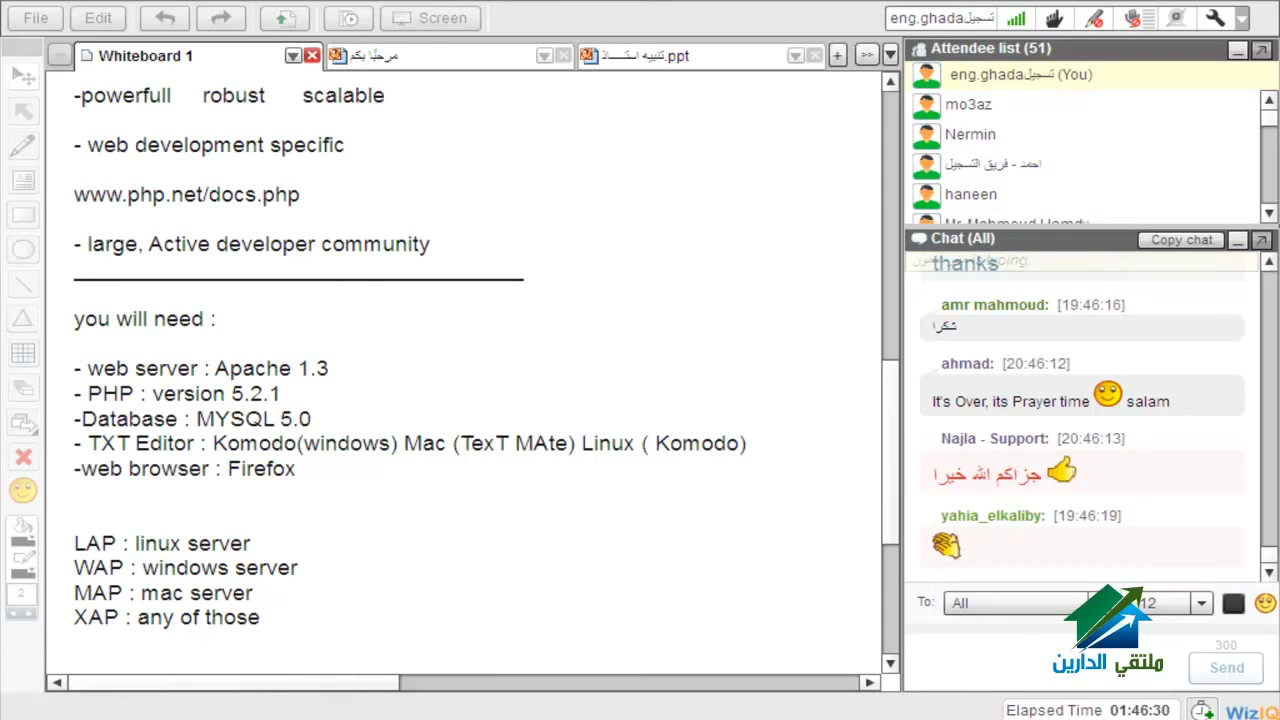 File Edit Screen eng.ghadaتسجيل
Whiteboard 1 مرحبًا بكم تنبيه استـــــاذ.ppt
-powerfull robust scalable
- web development specific
www.php.net/docs.php
- large, Active developer community
you will need :
- web server : Apache 1.3
- PHP : version 5.2.1
-Database : MYSQL 5.0
- TXT Editor : Komodo(windows) Mac (TexT MAte) Linux ( Komodo)
-web browser : Firefox
LAP : linux server
WAP : windows server
MAP : mac server
XAP : any of those
2
Attendee list (51)
eng.ghadaتسجيل (You)
mo3az
Nermin
احمد - فريق التسجيل
haneen
Mr. Mahmoud Hamdy
Chat (All) Copy chat
thanks
amr mahmoud: [19:46:16]
شكرا
ahmad: [20:46:12]
It's Over, its Prayer time salam
Najla - Support: [20:46:13]
جزاكم الله خيرا
yahia_elkaliby: [19:46:19]
To: All 12
ملتقي الدارين
300
Send
Elapsed Time : 01:46:30
WizIQ